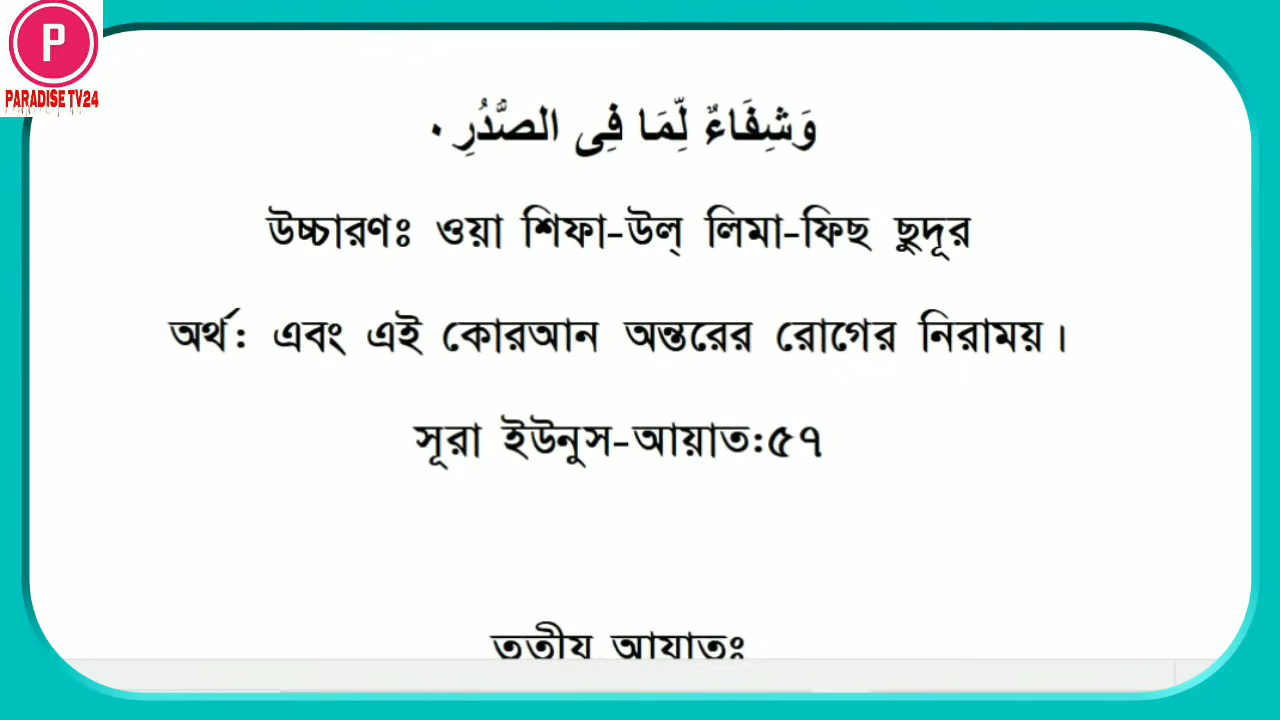 P
PARADISE TV24
وَشِفَاءٌ لِّمَا فِى الصُّدُرِ۰
উচ্চারণঃ ওয়া শিফা-উল্ লিমা-ফিছ ছুদূর
অর্থ: এবং এই কোরআন অন্তরের রোগের নিরাময়।
সূরা ইউনুস-আয়াত:৫৭
তৃতীয় আয়াতঃ